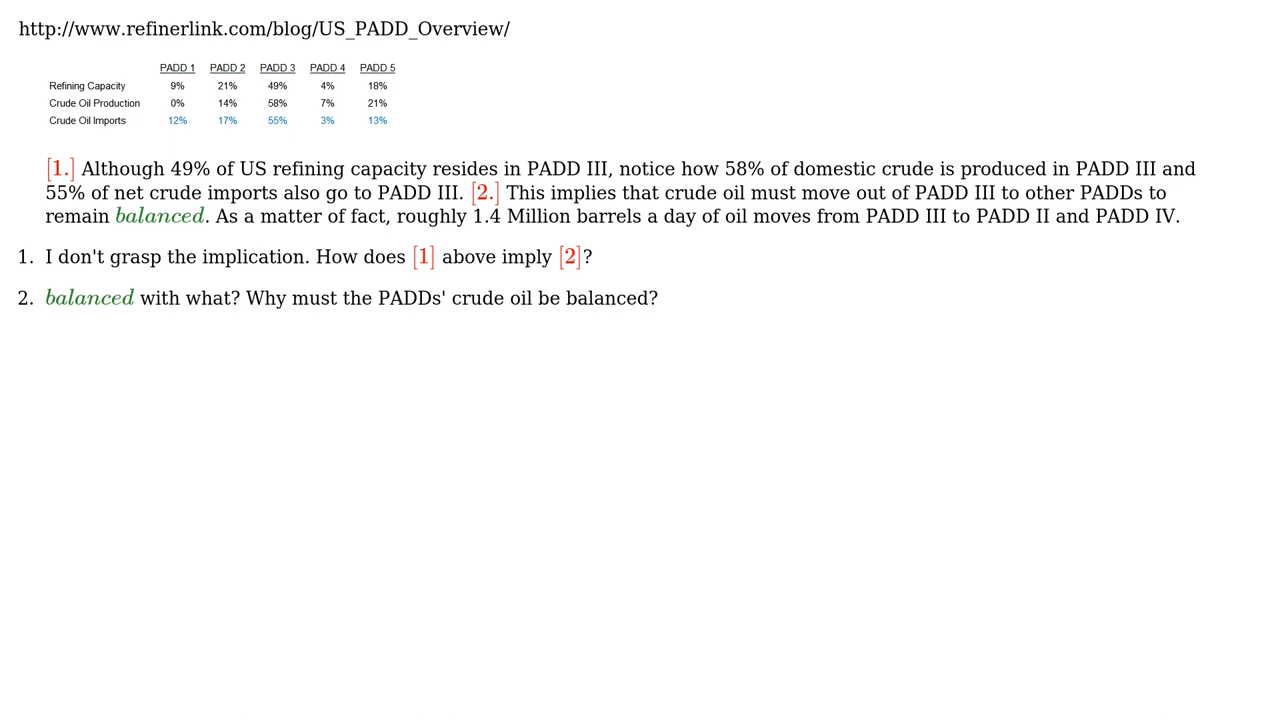 http://www.refinerlink.com/blog/US_PADD_Overview/
PADD 1 PADD 2 PADD 3 PADD 4 PADD 5
Refining Capacity 9% 21% 49% 4% 18%
Crude Oil Production 0% 14% 58% 7% 21%
Crude Oil Imports 12% 17% 55% 3% 13%
[1.] Although 49% of US refining capacity resides in PADD III, notice how 58% of domestic crude is produced in PADD III and
55% of net crude imports also go to PADD III. [2.] This implies that crude oil must move out of PADD III to other PADDs to
remain balanced. As a matter of fact, roughly 1.4 Million barrels a day of oil moves from PADD III to PADD II and PADD IV.
1. I don't grasp the implication. How does [1] above imply [2]?
2. balanced with what? Why must the PADDs' crude oil be balanced?